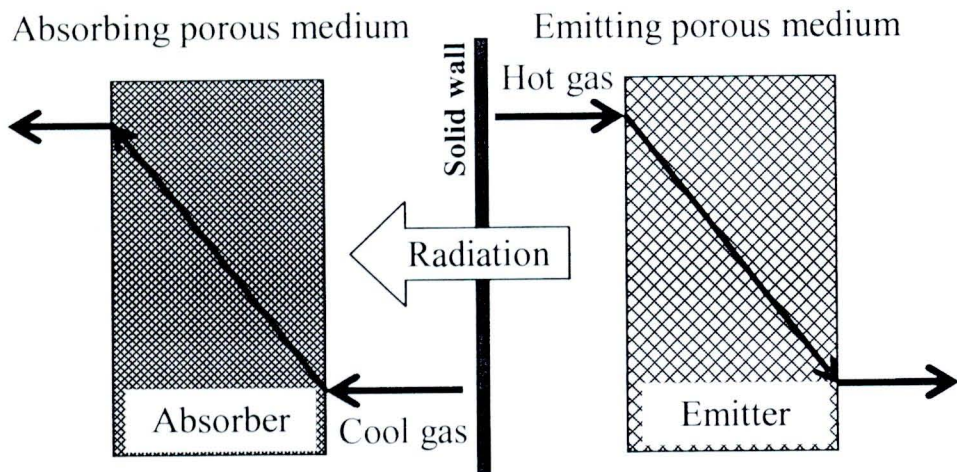 Absorbing porous medium
Emitting porous medium
Solid wall
Hot gas
Radiation
Absorber
Cool gas
Emitter